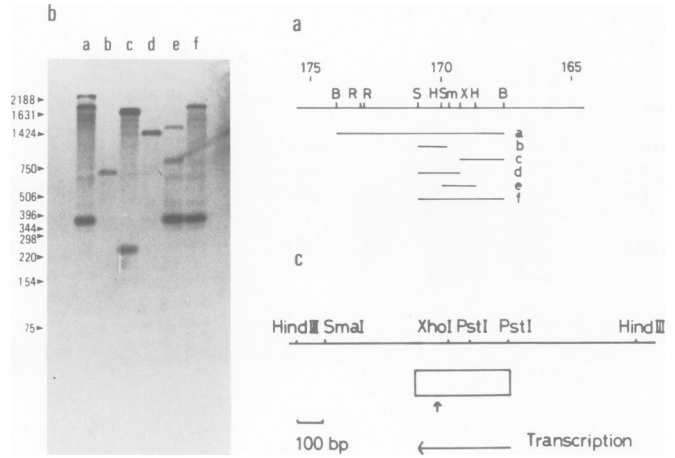 b
a b c d e f
2188
1631
1424
750
506
396
344
298
220
154
75
a
175 170 165
B R R S H Sm X H B
a
b
c
d
e
f
c
HindⅢ SmaI XhoI PstI PstI HindⅢ
100 bp
Transcription